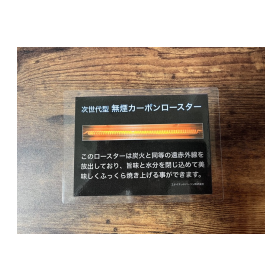 次世代型 無煙カーボンロースター
このロースターは炭火と同等の遠赤外線を
放出しており、旨味と水分を閉じ込めて美
味しくふっくら焼き上げる事ができます。